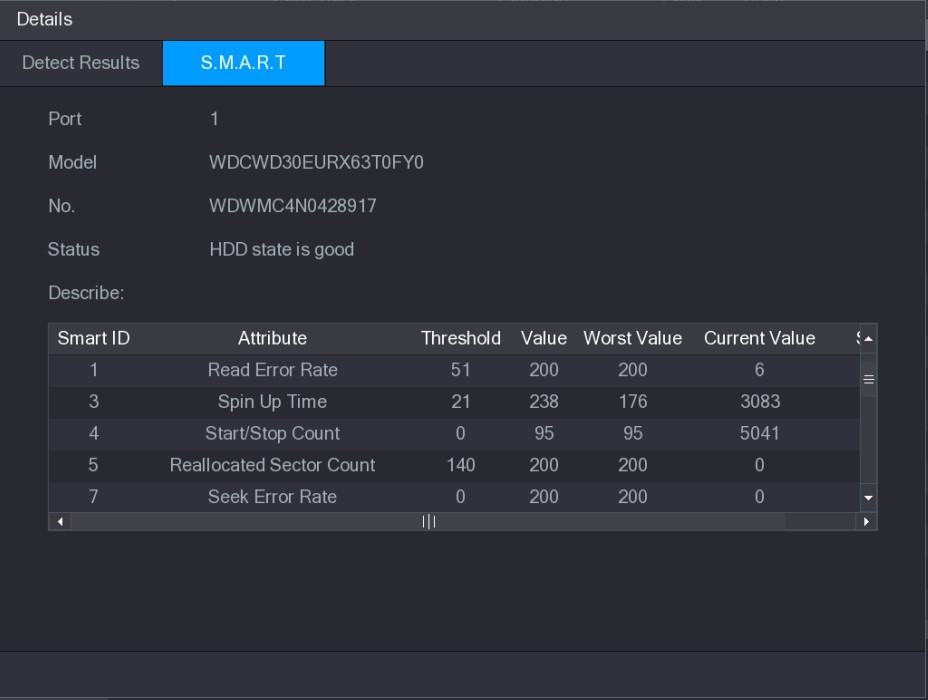 Details
Detect Results S.M.A.R.T
Port 1
Model WDCWD30EURX63T0FY0
No. WDWMC4N0428917
Status HDD state is good
Describe:
Smart ID Attribute Threshold Value Worst Value Current Value
1 Read Error Rate 51 200 200 6
3 Spin Up Time 21 238 176 3083
4 Start/Stop Count 0 95 95 5041
5 Reallocated Sector Count 140 200 200 0
7 Seek Error Rate 0 200 200 0